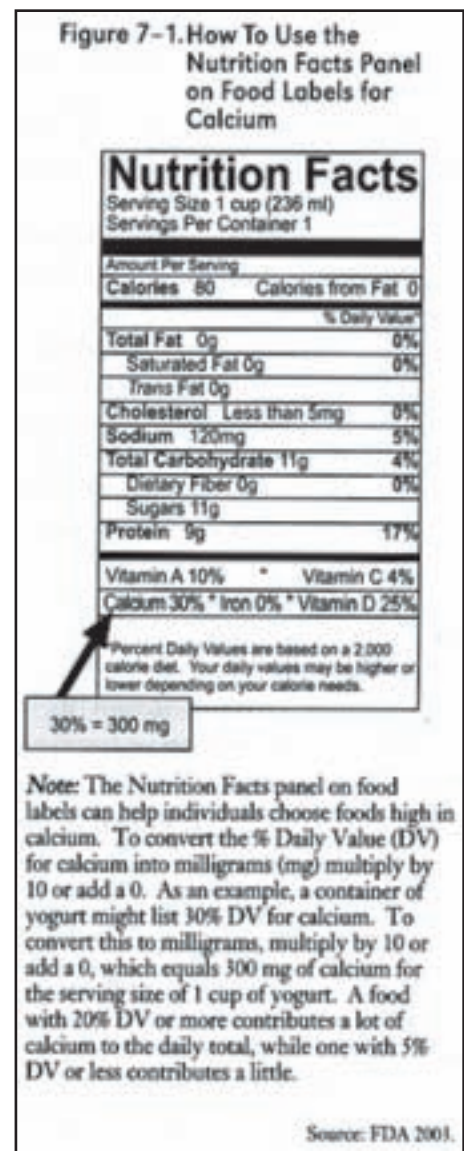 Figure 7–1. How To Use the
Nutrition Facts Panel
on Food Labels for
Calcium
Nutrition Facts
Serving Size 1 cup (236 ml)
Servings Per Container 1
Amount Per Serving
Calories 80 Calories from Fat 0
% Daily Value*
Total Fat 0g 0%
Saturated Fat 0g 0%
Trans Fat 0g
Cholesterol Less than 5mg 0%
Sodium 120mg 5%
Total Carbohydrate 11g 4%
Dietary Fiber 0g 0%
Sugars 11g
Protein 9g 17%
Vitamin A 10% * Vitamin C 4%
Calcium 30% * Iron 0% * Vitamin D 25%
*Percent Daily Values are based on a 2,000
calorie diet. Your daily values may be higher or
lower depending on your calorie needs.
30% = 300 mg
Note: The Nutrition Facts panel on food
labels can help individuals choose foods high in
calcium. To convert the % Daily Value (DV)
for calcium into milligrams (mg) multiply by
10 or add a 0. As an example, a container of
yogurt might list 30% DV for calcium. To
convert this to milligrams, multiply by 10 or
add a 0, which equals 300 mg of calcium for
the serving size of 1 cup of yogurt. A food
with 20% DV or more contributes a lot of
calcium to the daily total, while one with 5%
DV or less contributes a little.
Source: FDA 2003.